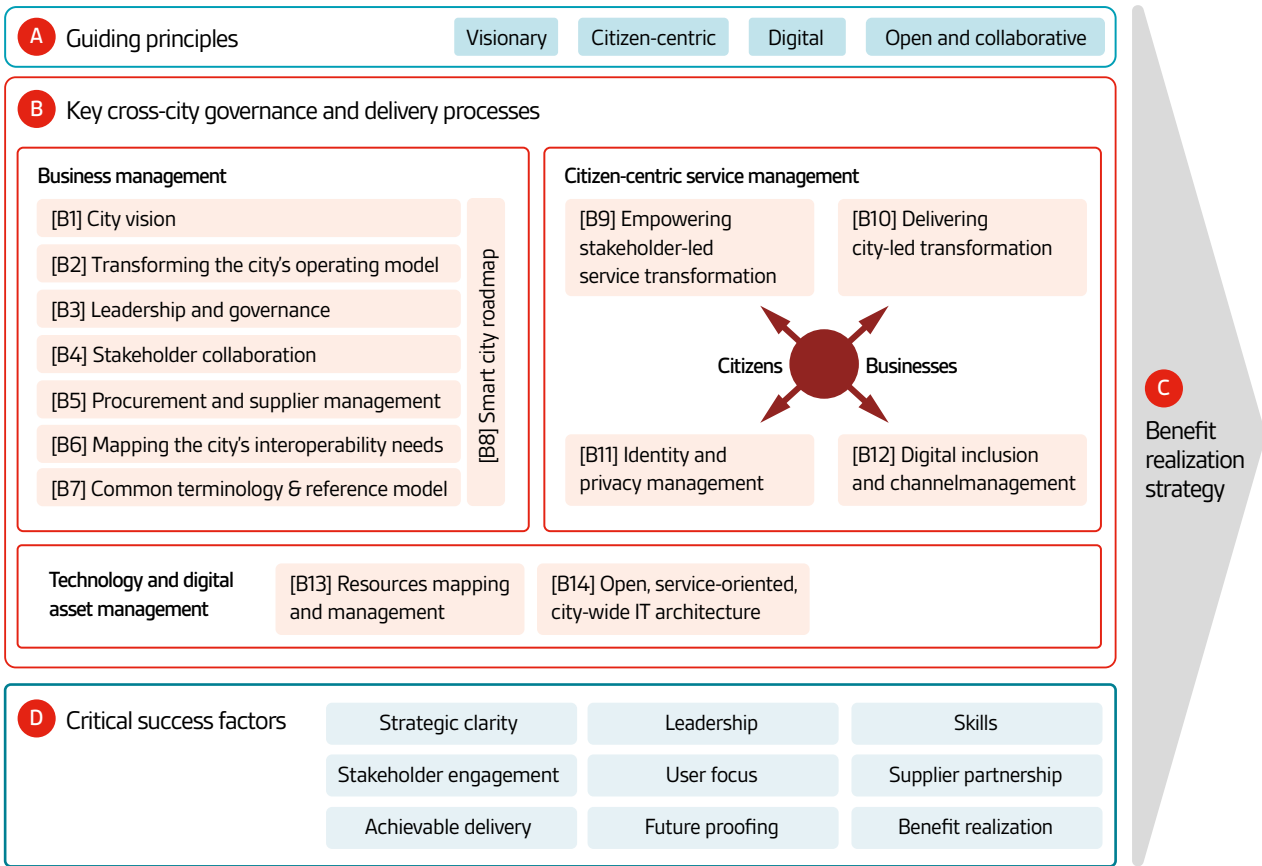 A Guiding principles
Visionary
Citizen-centric
Digital
Open and collaborative
B Key cross-city governance and delivery processes
Business management
[B1] City vision
[B2] Transforming the city's operating model
[B3] Leadership and governance
[B4] Stakeholder collaboration
[B5] Procurement and supplier management
[B6] Mapping the city's interoperability needs
[B7] Common terminology & reference model
[B8] Smart city roadmap
Citizen-centric service management
[B9] Empowering
stakeholder-led
service transformation
[B10] Delivering
city-led transformation
Citizens
Businesses
[B11] Identity and
privacy management
[B12] Digital inclusion
and channelmanagement
Technology and digital
asset management
[B13] Resources mapping
and management
[B14] Open, service-oriented,
city-wide IT architecture
C
Benefit
realization
strategy
D Critical success factors
Strategic clarity
Leadership
Skills
Stakeholder engagement
User focus
Supplier partnership
Achievable delivery
Future proofing
Benefit realization